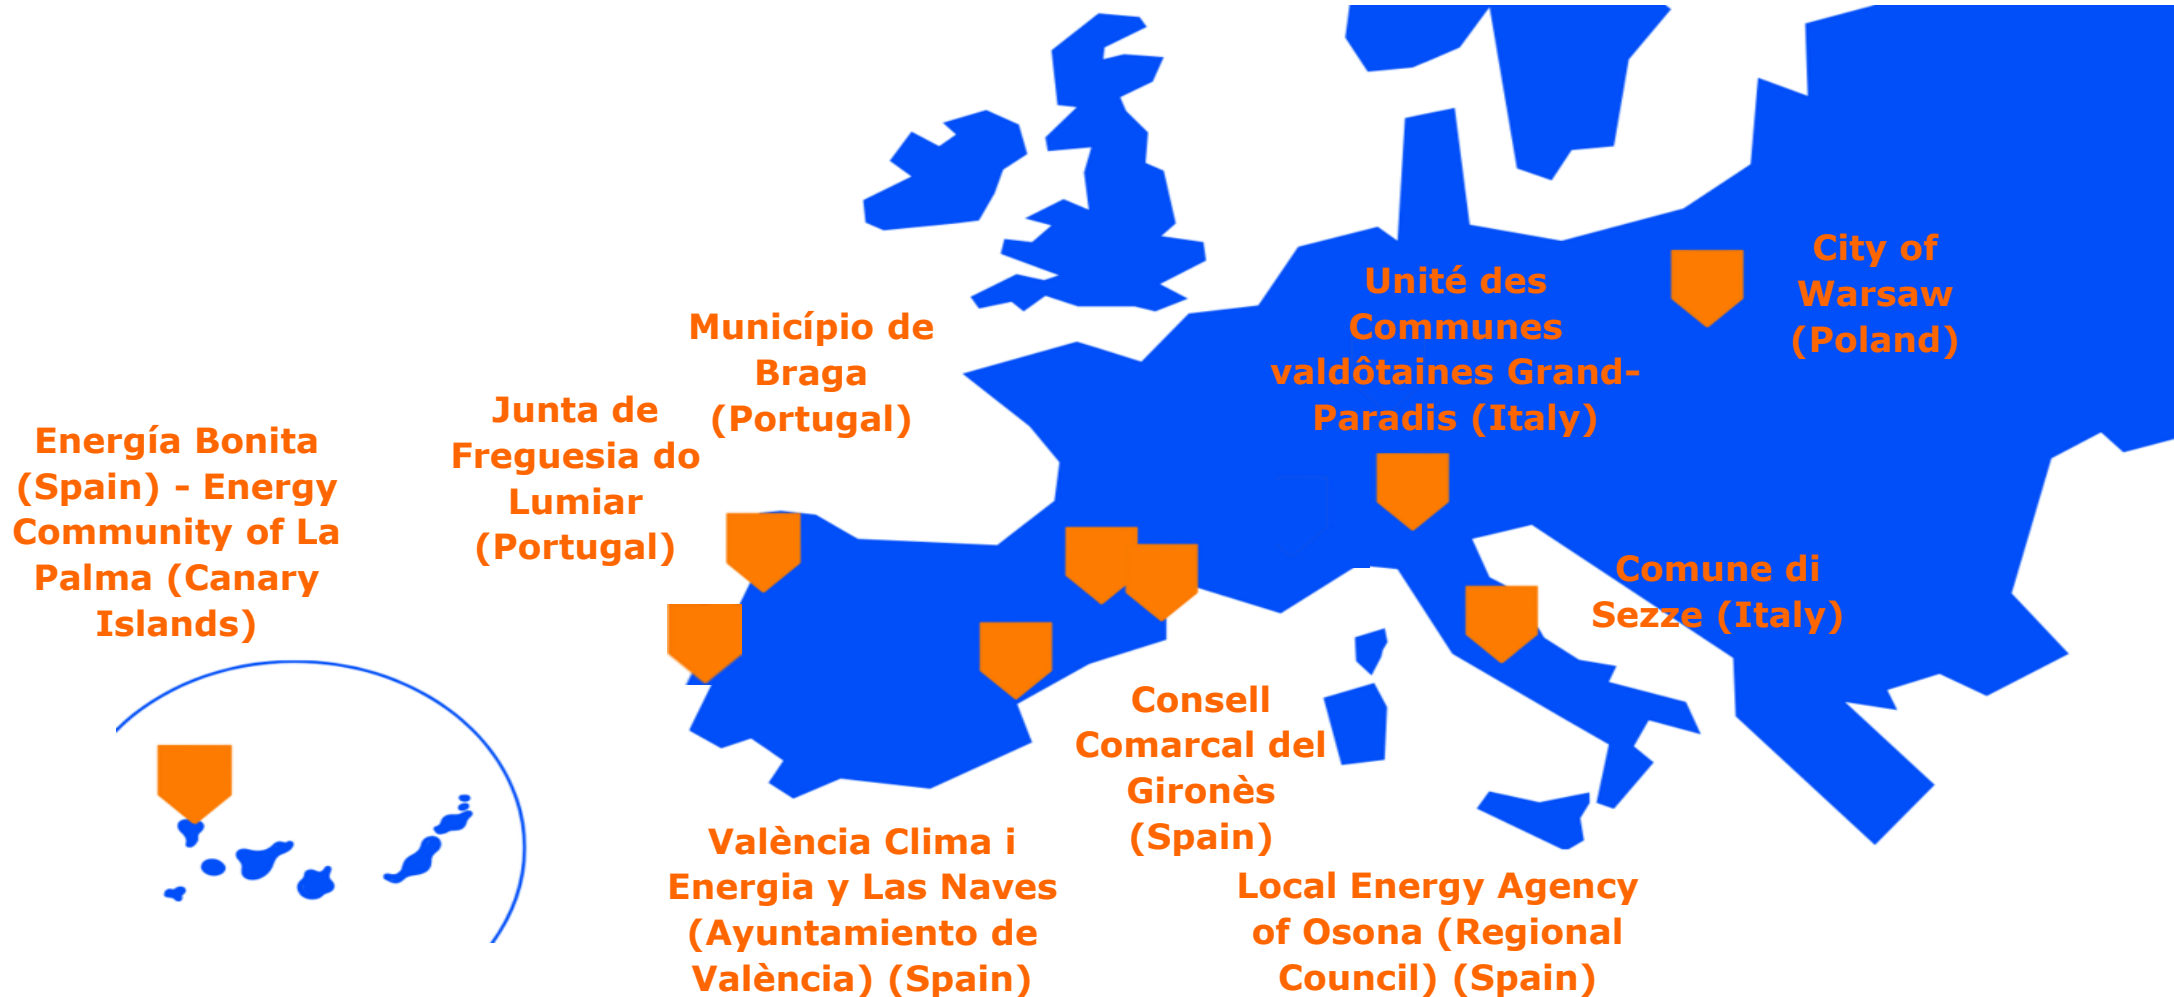 City of
Warsaw
(Poland)
Unité des
Communes
valdôtaines Grand-
Paradis (Italy)
Município de
Braga
(Portugal)
Junta de
Freguesia do
Lumiar
(Portugal)
Energía Bonita
(Spain) - Energy
Community of La
Palma (Canary
Islands)
Comune di
Sezze (Italy)
Consell
Comarcal del
Gironès
(Spain)
València Clima i
Energia y Las Naves
(Ayuntamiento de
València) (Spain)
Local Energy Agency
of Osona (Regional
Council) (Spain)